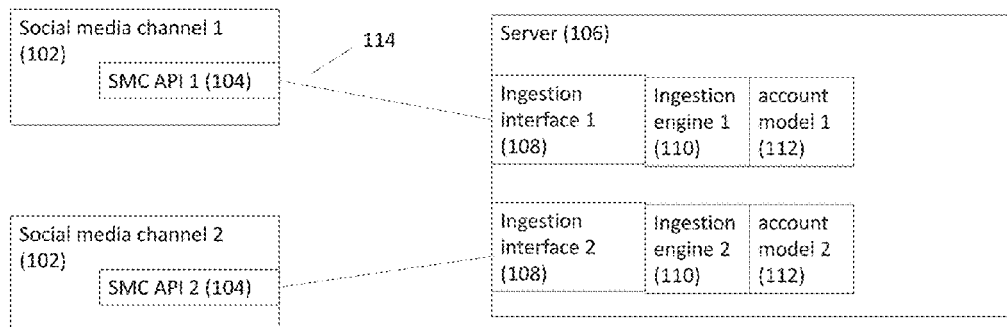 Social media channel 1
(102)
SMC API 1 (104)
114
Server (106)
Ingestion
interface 1
(108)
Ingestion
engine 1
(110)
account
model 1
(112)
Social media channel 2
(102)
SMC API 2 (104)
Ingestion
interface 2
(108)
Ingestion
engine 2
(110)
account
model 2
(112)